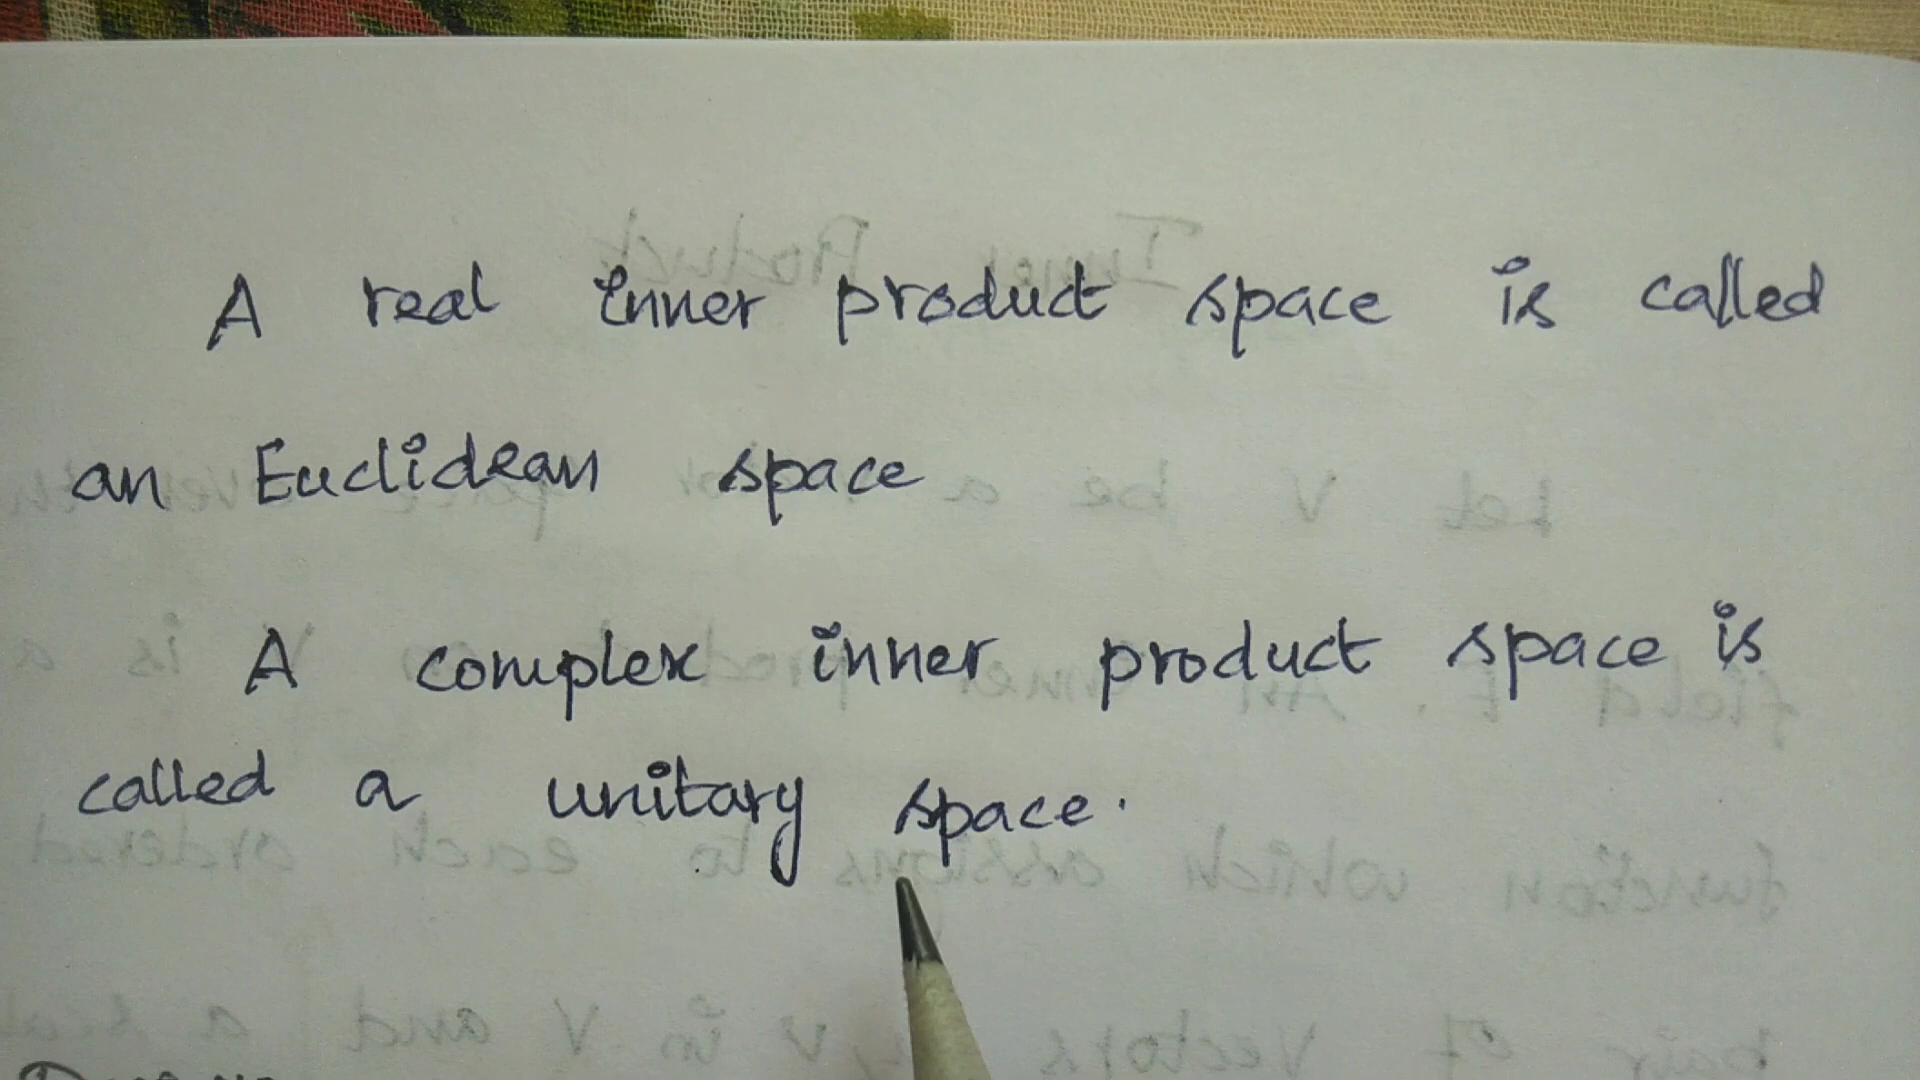 A real inner product space is called
an Euclidean space
A complex inner product space is
called a unitary space.